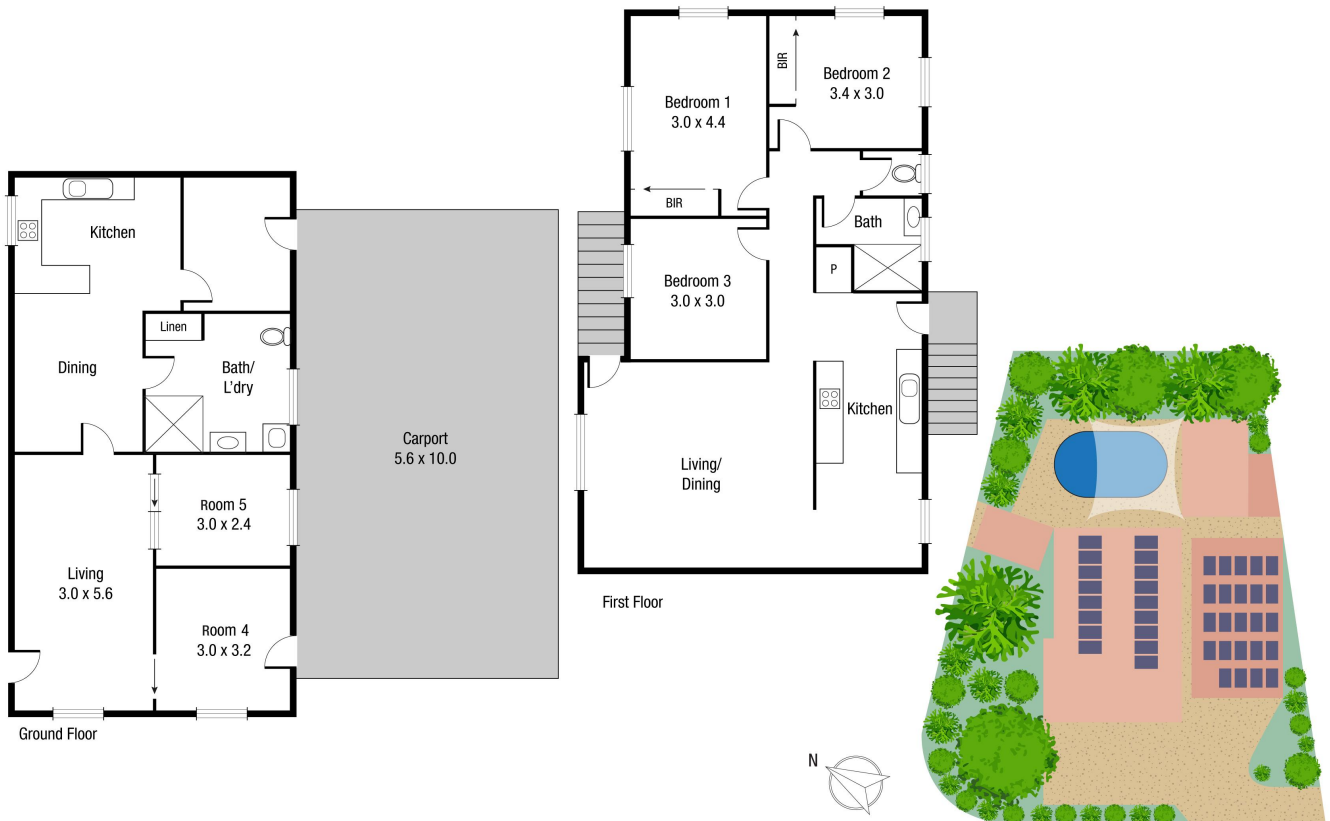 Kitchen
Linen
Dining
Bath/
L'dry
Room 5
3.0 x 2.4
Living
3.0 x 5.6
Room 4
3.0 x 3.2
Ground Floor
Carport
5.6 x 10.0
Bedroom 1
3.0 x 4.4
BIR
BIR
Bedroom 2
3.4 x 3.0
Bath
P
Bedroom 3
3.0 x 3.0
Kitchen
Living/
Dining
First Floor
N